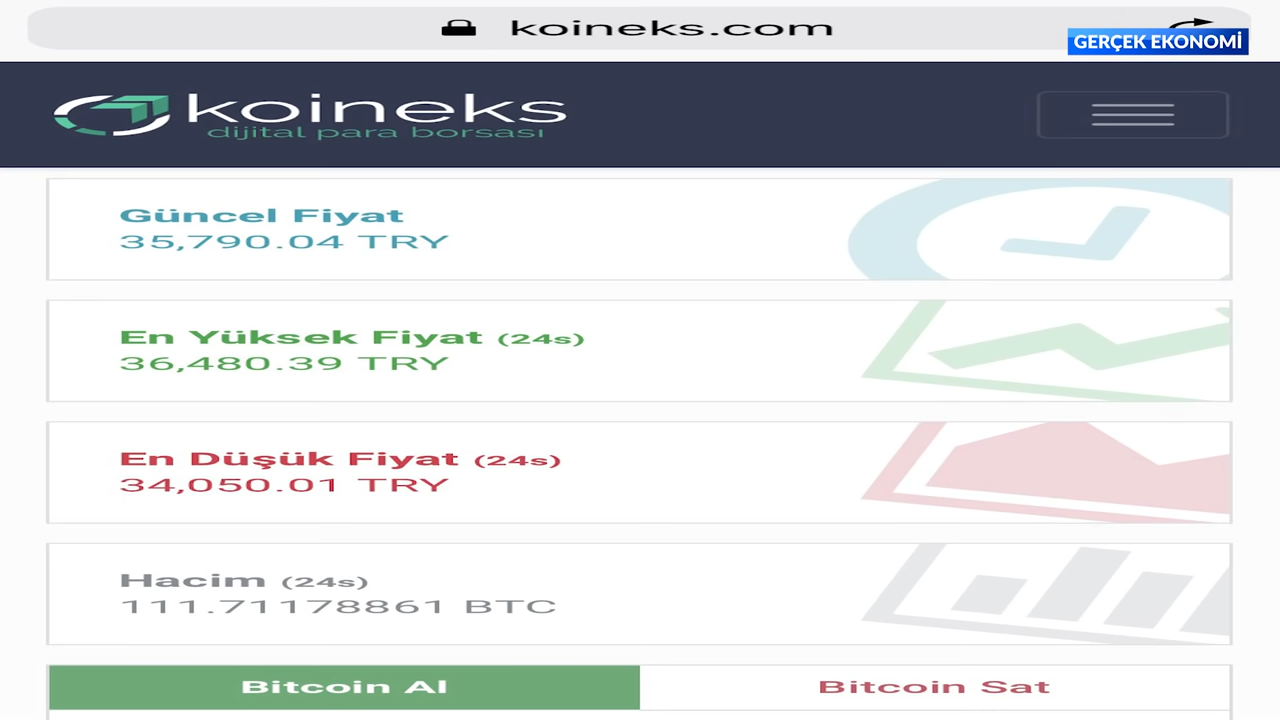 koineks.com
GERÇEK EKONOMİ
koineks
dijital para borsası
Güncel Fiyat
35,790.04 TRY
En Yüksek Fiyat (24s)
36,480.39 TRY
En Düşük Fiyat (24s)
34,050.01 TRY
Hacim (24s)
111.71178861 BTC
Bitcoin Al
Bitcoin Sat